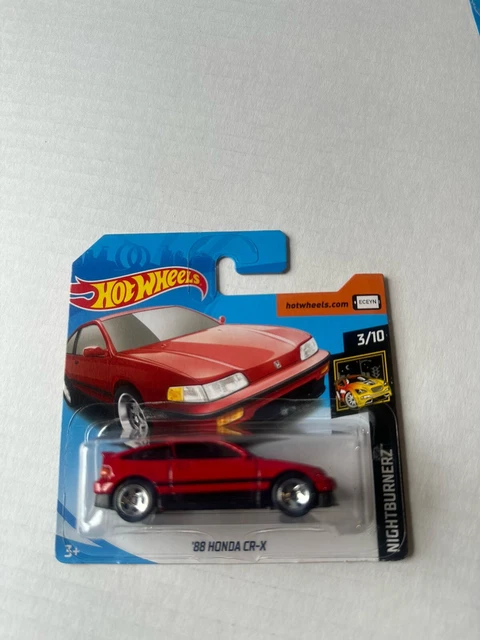 HOT WHEELS
hotwheels.com
ECEYN
3/10
NIGHTBURNERZ
'88 HONDA CR-X
3+